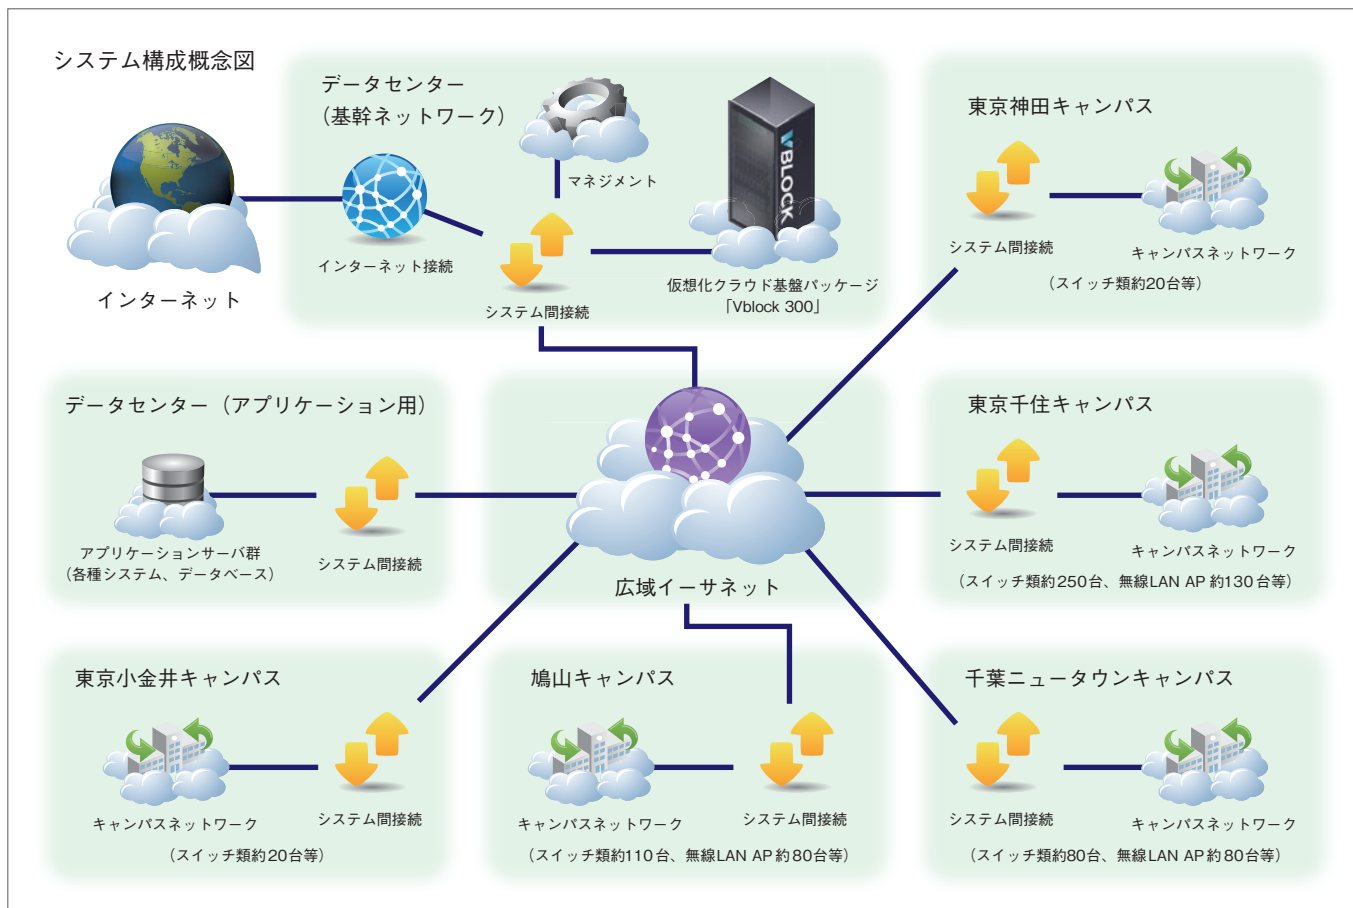 システム構成概念図
データセンター
（基幹ネットワーク）
マネジメント
VBLOCK
インターネット接続
システム間接続
仮想化クラウド基盤パッケージ
「Vblock 300」
インターネット
東京神田キャンパス
システム間接続
キャンパスネットワーク
（スイッチ類約20台等）
データセンター（アプリケーション用）
アプリケーションサーバ群
（各種システム、データベース）
システム間接続
広域イーサネット
東京千住キャンパス
システム間接続
キャンパスネットワーク
（スイッチ類約250台、無線LAN AP 約130台等）
東京小金井キャンパス
キャンパスネットワーク
システム間接続
（スイッチ類約20台等）
鳩山キャンパス
キャンパスネットワーク
システム間接続
（スイッチ類約110台、無線LAN AP 約80台等）
千葉ニュータウンキャンパス
システム間接続
キャンパスネットワーク
（スイッチ類約80台、無線LAN AP 約80台等）